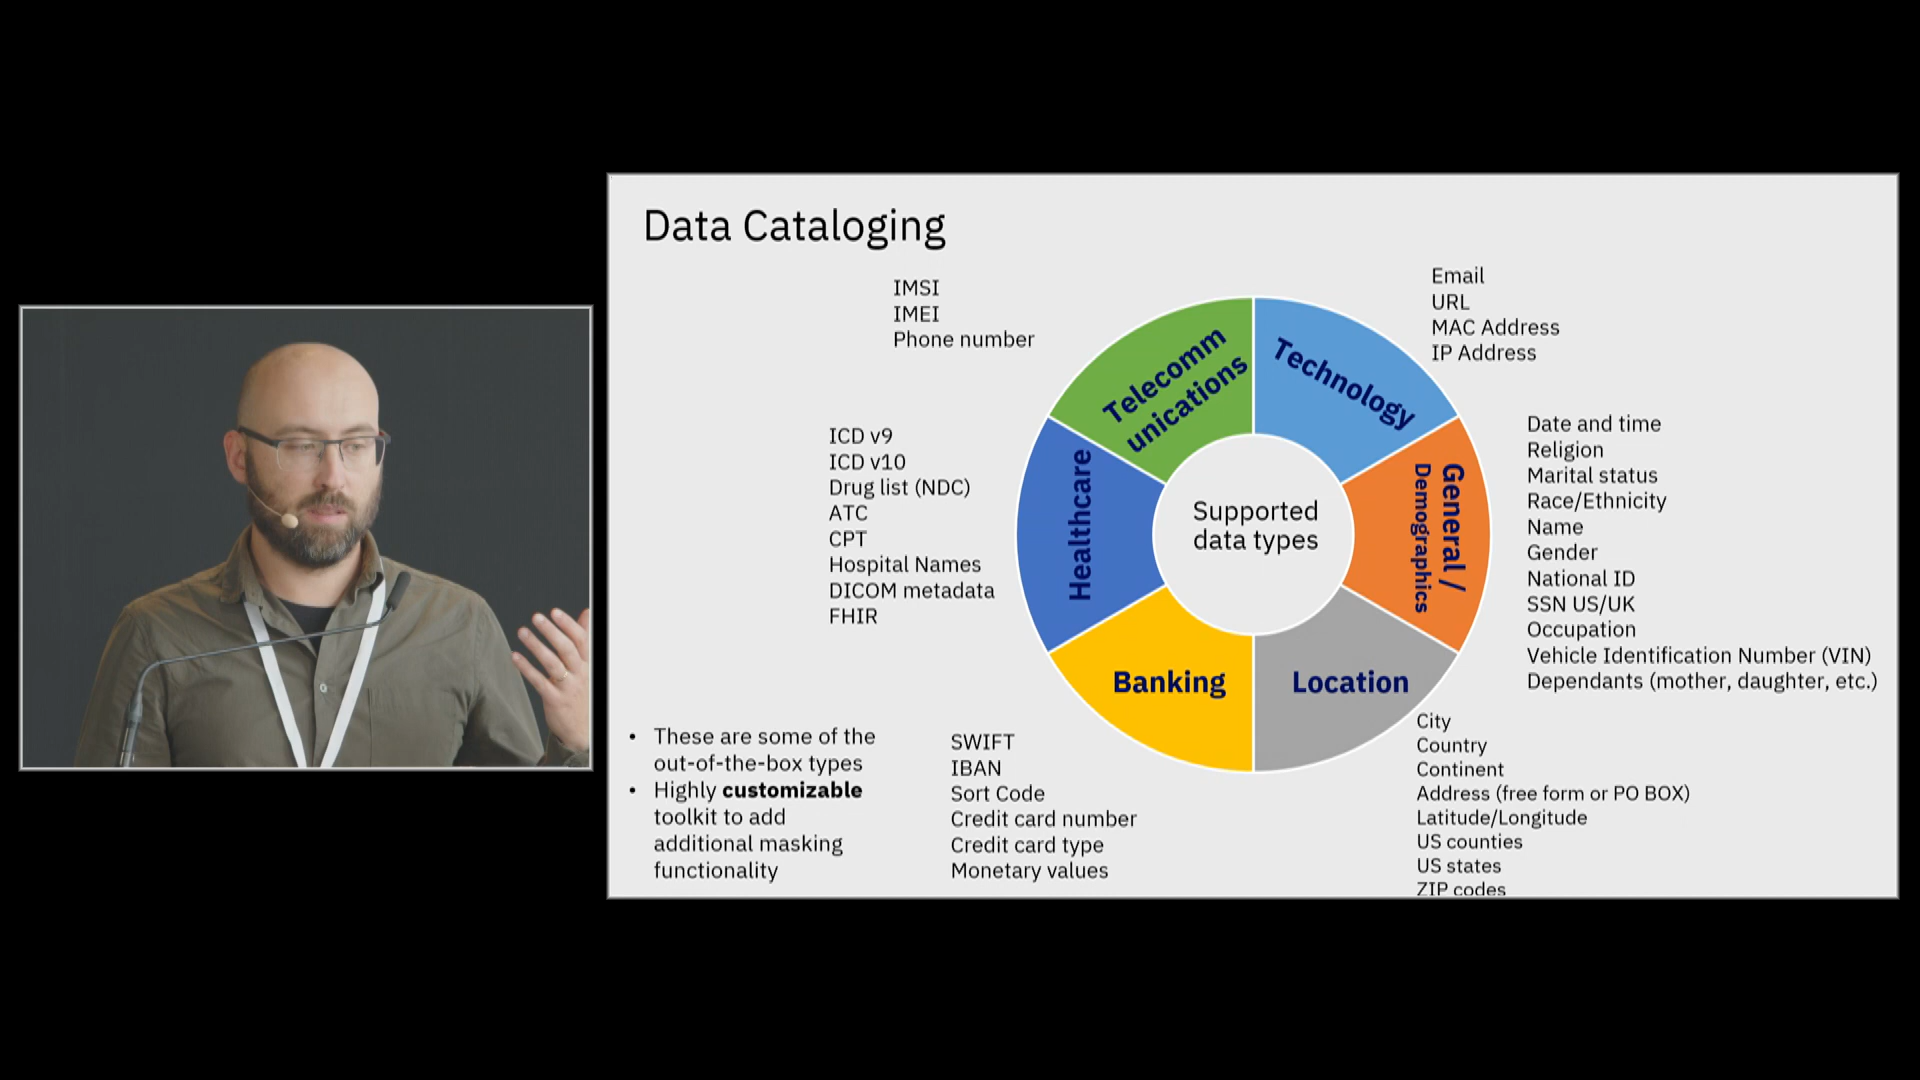 Data Cataloging
IMSI
IMEI
Phone number
Email
URL
MAC Address
IP Address
Telecomm
unications
Technology
ICD v9
ICD v10
Drug list (NDC)
ATC
CPT
Hospital Names
DICOM metadata
FHIR
Healthcare
Supported
data types
General /
Demographics
Date and time
Religion
Marital status
Race/Ethnicity
Name
Gender
National ID
SSN US/UK
Occupation
Vehicle Identification Number (VIN)
Dependants (mother, daughter, etc.)
Banking
Location
• These are some of the
out-of-the-box types
• Highly customizable
toolkit to add
additional masking
functionality
SWIFT
IBAN
Sort Code
Credit card number
Credit card type
Monetary values
City
Country
Continent
Address (free form or PO BOX)
Latitude/Longitude
US counties
US states
ZIP codes